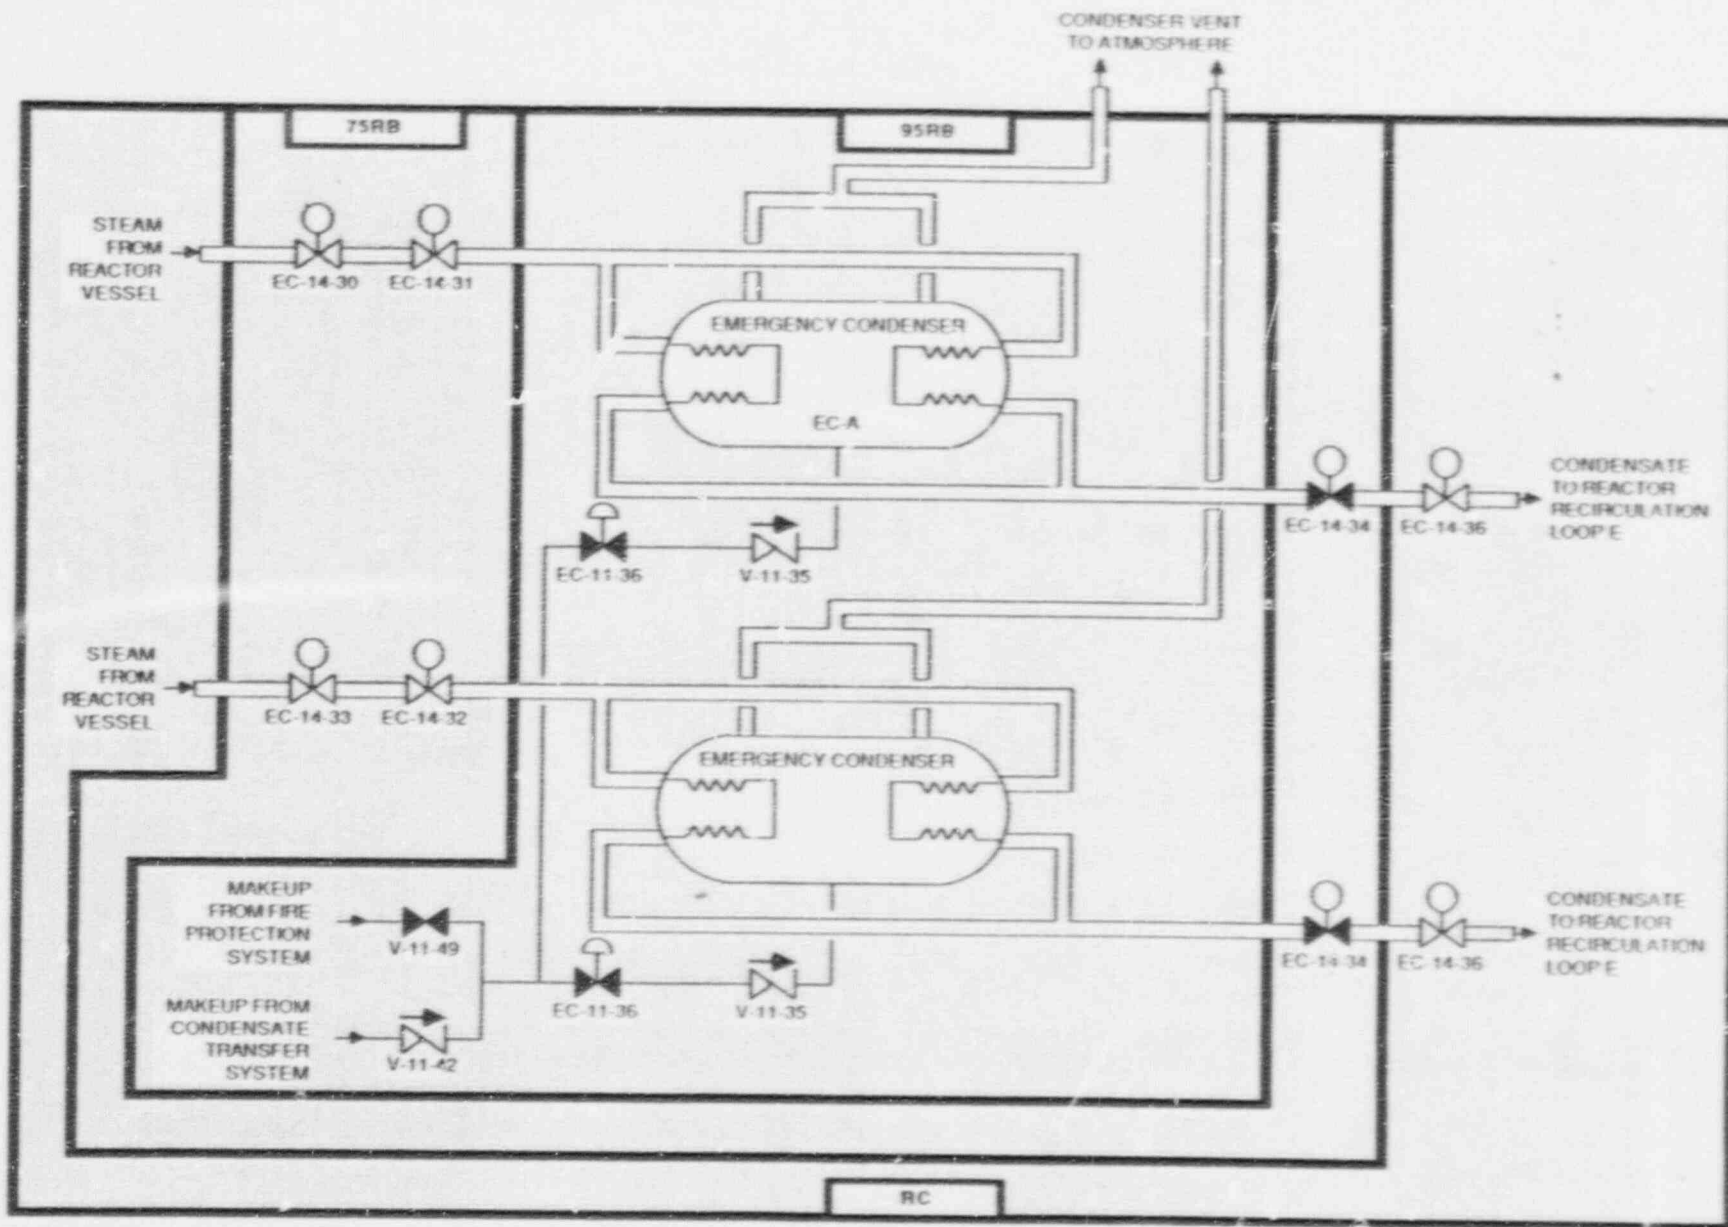 CONDENSER VENT
TO ATMOSPHERE
75RB
95RB
STEAM
FROM
REACTOR
VESSEL
EC-14-30
EC-14-31
EMERGENCY CONDENSER
EC-A
CONDENSATE
TO REACTOR
RECIRCULATION
LOOP E
EC-14-34
EC-14-36
EC-11-36
V-11-35
STEAM
FROM
REACTOR
VESSEL
EC-14-33
EC-14-32
EMERGENCY CONDENSER
MAKEUP
FROM FIRE
PROTECTION
SYSTEM
V-11-49
CONDENSATE
TO REACTOR
RECIRCULATION
LOOP E
EC-14-34
EC-14-36
MAKEUP FROM
CONDENSATE
TRANSFER
SYSTEM
V-11-42
EC-11-36
V-11-35
RC